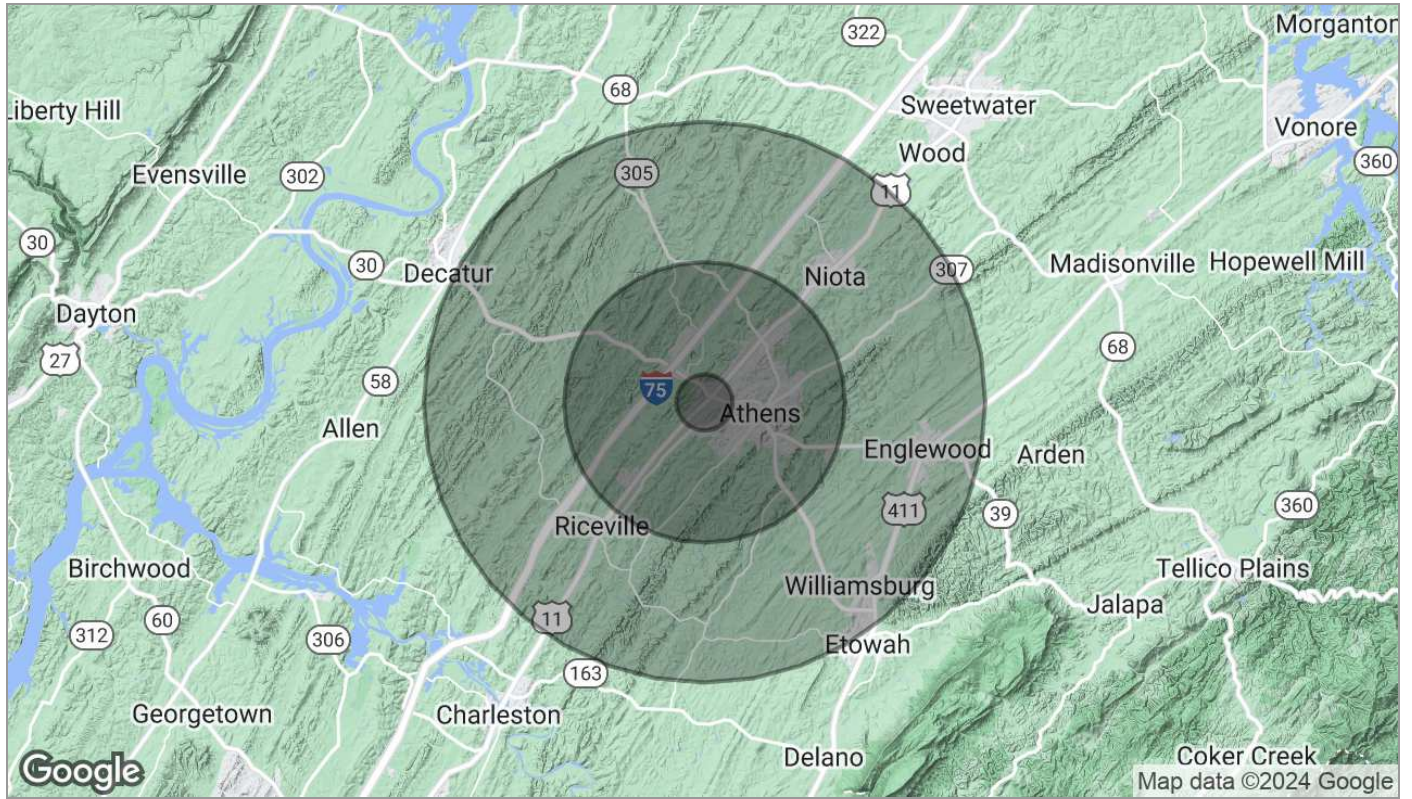 Morganton
322
68
Sweetwater
Liberty Hill
Vonore
Wood
360
305
Evensville
302
11
30
30
307
Decatur
Niota
Madisonville
Hopewell Mill
Dayton
68
27
58
75
Athens
Allen
Englewood
Arden
411
39
360
Riceville
Birchwood
Tellico Plains
Williamsburg
Jalapa
60
11
312
306
Etowah
163
Georgetown
Charleston
Delano
Coker Creek
Google
Map data ©2024 Google